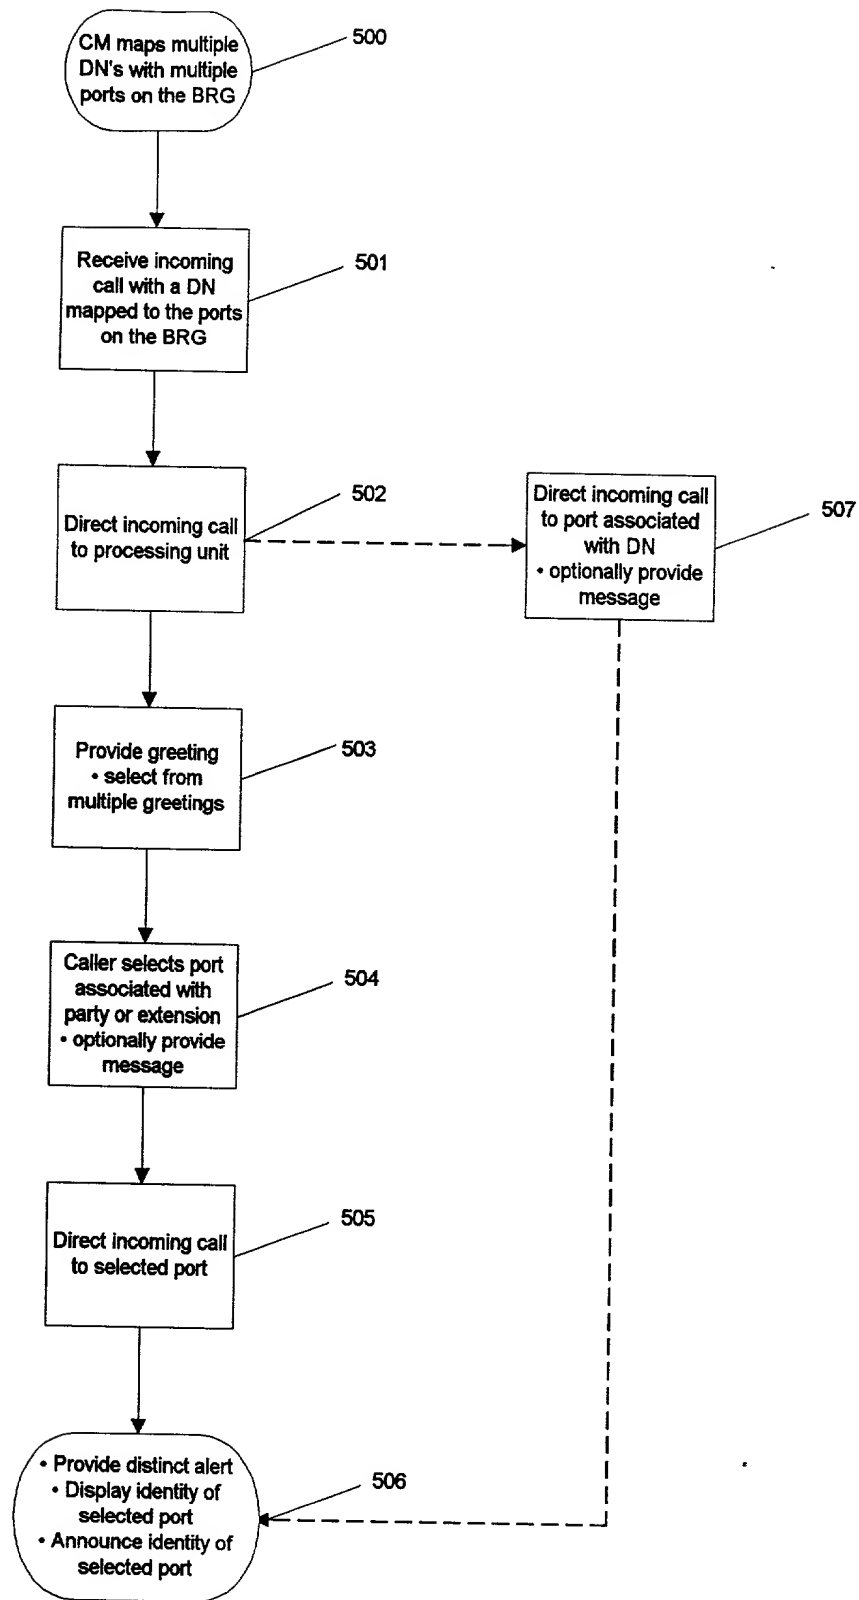 CM maps multiple
DN's with multiple
ports on the BRG
500
Receive incoming
call with a DN
mapped to the ports
on the BRG
501
Direct incoming call
to processing unit
502
Direct incoming call
to port associated
with DN
• optionally provide
message
507
Provide greeting
• select from
multiple greetings
503
Caller selects port
associated with
party or extension
• optionally provide
message
504
Direct incoming call
to selected port
505
• Provide distinct alert
• Display identity of
selected port
• Announce identity of
selected port
506